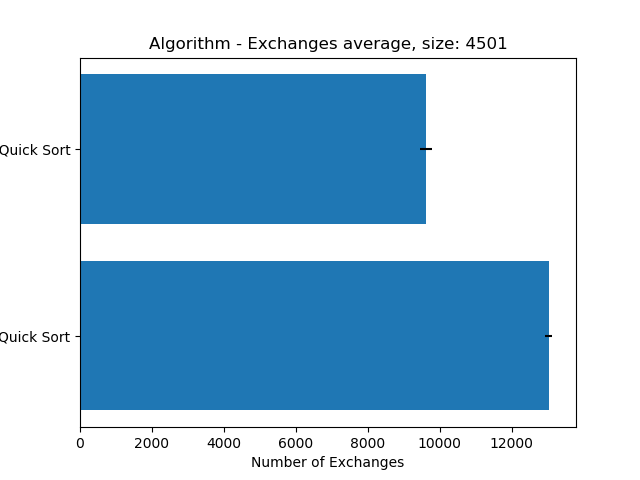 Algorithm - Exchanges average, size: 4501
Quick Sort
Quick Sort
0 2000 4000 6000 8000 10000 12000
Number of Exchanges